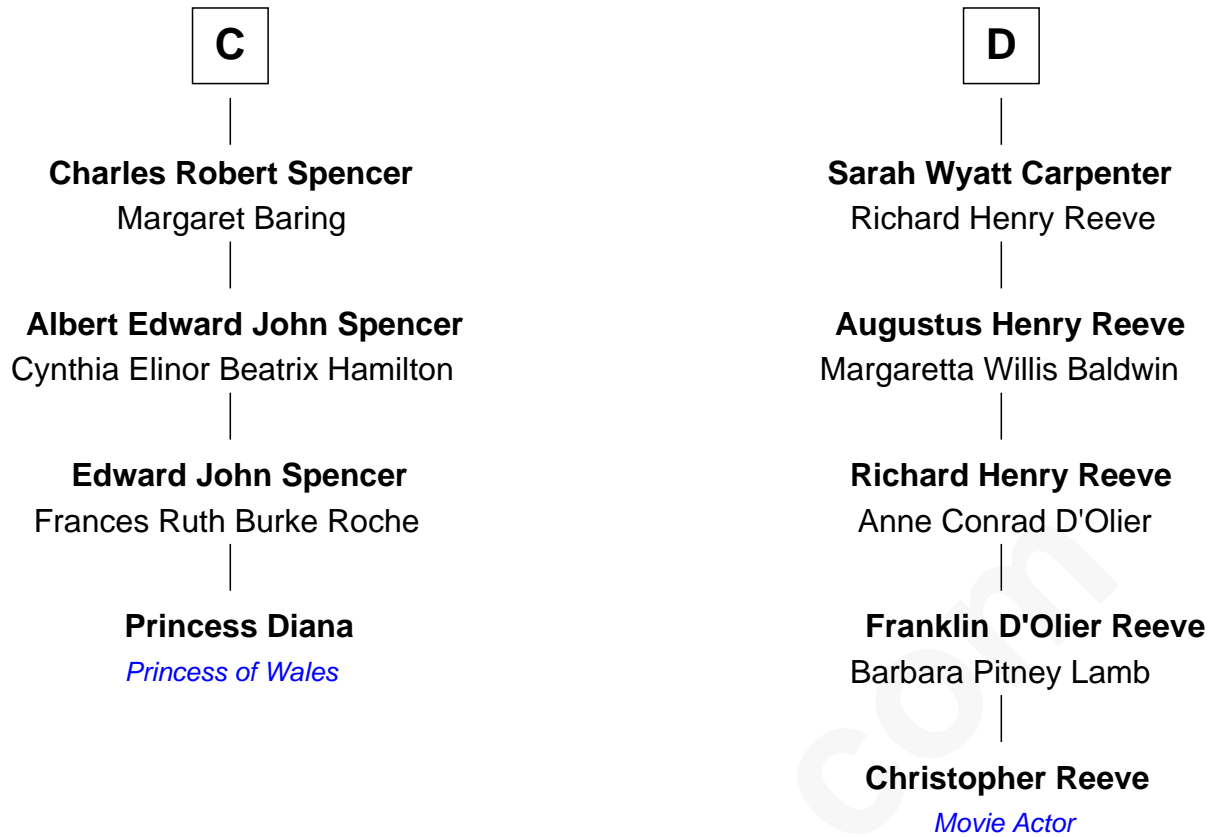 C
Charles Robert Spencer
Margaret Baring
Albert Edward John Spencer
Cynthia Elinor Beatrix Hamilton
Edward John Spencer
Frances Ruth Burke Roche
Princess Diana
Princess of Wales
D
Sarah Wyatt Carpenter
Richard Henry Reeve
Augustus Henry Reeve
Margaretta Willis Baldwin
Richard Henry Reeve
Anne Conrad D'Olier
Franklin D'Olier Reeve
Barbara Pitney Lamb
Christopher Reeve
Movie Actor
com